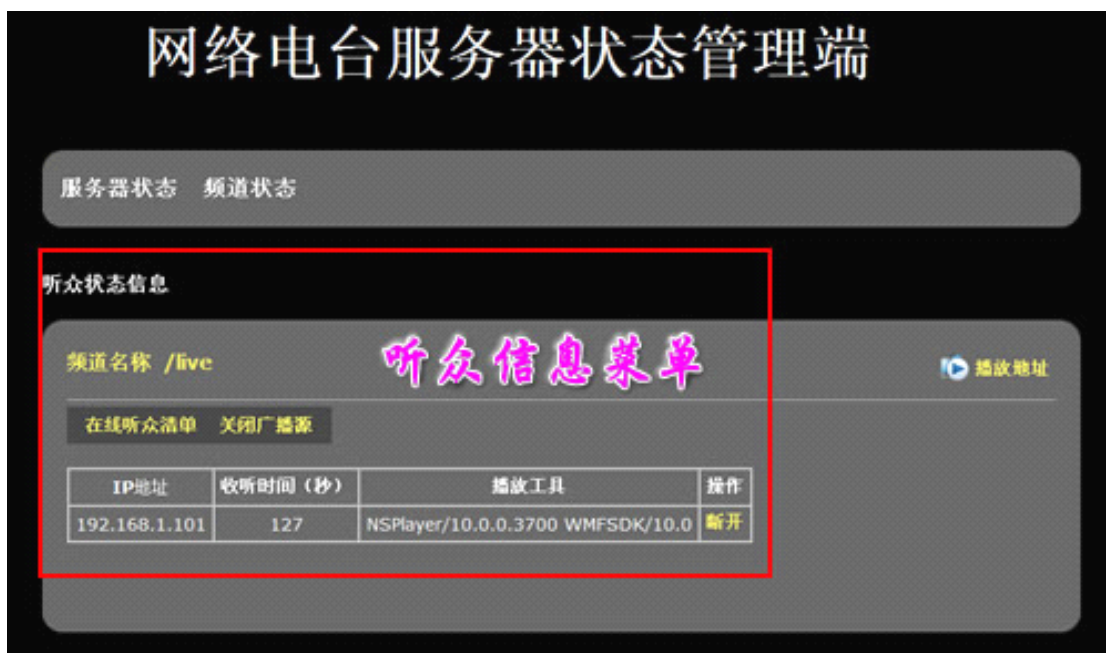 网络电台服务器状态管理端
服务器状态 频道状态
听众状态信息
频道名称 /live 听众信息菜单 播放地址
在线听众清单 关闭广播源
IP地址 收听时间（秒） 播放工具 操作
192.168.1.101 127 NSPlayer/10.0.0.3700 WMFSDK/10.0 断开